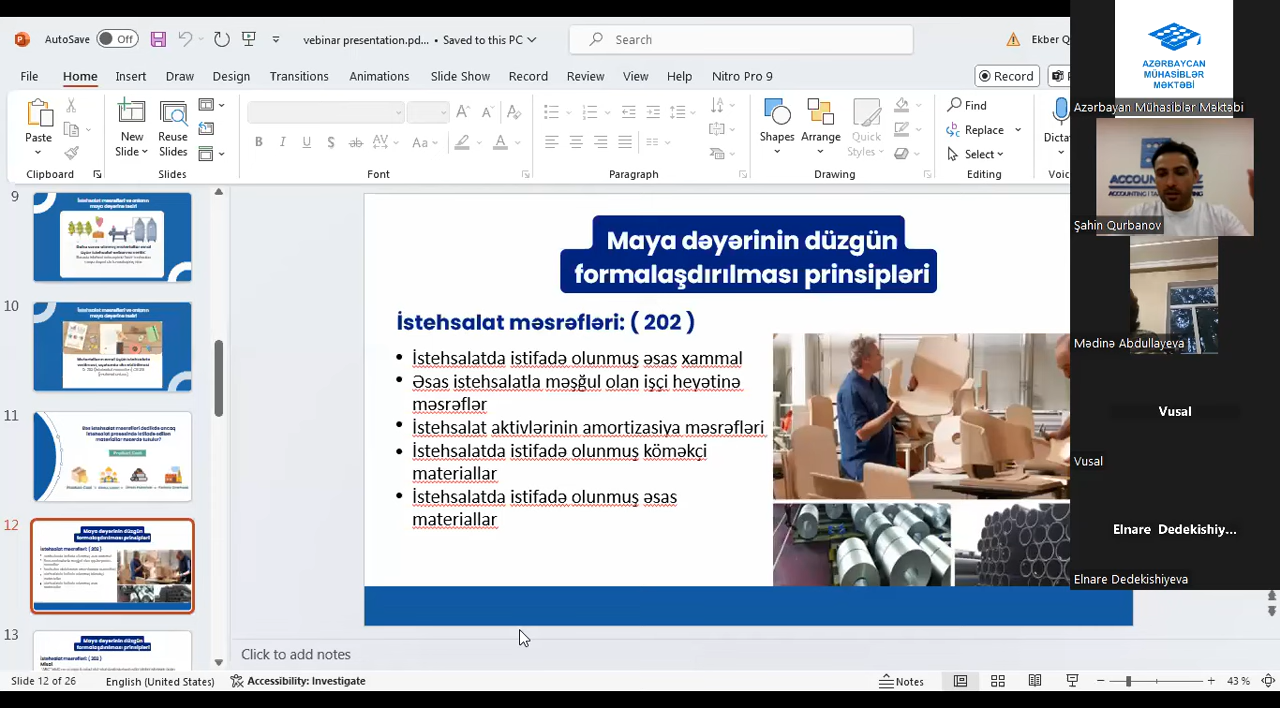 AutoSave
Off
vebinar presentation.pd... • Saved to this PC
Search
Ekber Q
File
Home
Insert
Draw
Design
Transitions
Animations
Slide Show
Record
Review
View
Help
Nitro Pro 9
Record
Paste
New
Slide
Reuse
Slides
Shapes
Arrange
Quick
Styles
Find
Replace
Select
Dictat
Clipboard
Slides
Font
Paragraph
Drawing
Editing
Voic
9
10
11
12
13
Maya dəyərinin düzgün
formalaşdırılması prinsipləri
İstehsalat məsrəfləri: ( 202 )
• İstehsalatda istifadə olunmuş əsas xammal
• Əsas istehsalatla məşğul olan işçi heyətinə
məsrəflər
• İstehsalat aktivlərinin amortizasiya məsrəfləri
• İstehsalatda istifadə olunmuş köməkçi
materiallar
• İstehsalatda istifadə olunmuş əsas
materiallar
Click to add notes
Slide 12 of 26
English (United States)
Accessibility: Investigate
Notes
43 %
AZƏRBAYCAN
MÜHASİBLƏR
MƏKTƏBİ
Azərbayan Mühasiblər Məktəbi
Şahin Qurbanov
Mədinə Abdullayeva
Vusal
Vusal
Elnare Dedekishiy...
Elnare Dedekishiyeva